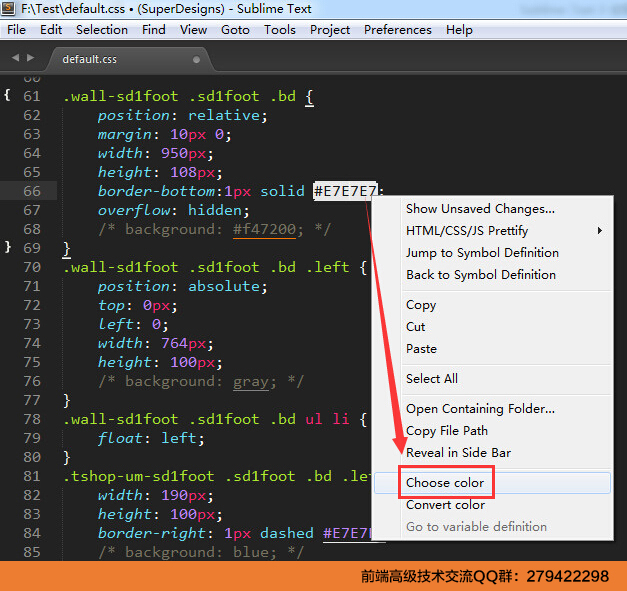 F:\Test\default.css • (SuperDesigns) - Sublime Text
File Edit Selection Find View Goto Tools Project Preferences Help
default.css
60
{ 61 .wall-sd1foot .sd1foot .bd {
62 position: relative;
63 margin: 10px 0;
64 width: 950px;
65 height: 108px;
66 border-bottom:1px solid #E7E7E7;
67 overflow: hidden;
68 /* background: #f47200; */
} 69 }
70 .wall-sd1foot .sd1foot .bd .left {
71 position: absolute;
72 top: 0px;
73 left: 0;
74 width: 764px;
75 height: 100px;
76 /* background: gray; */
77 }
78 .wall-sd1foot .sd1foot .bd ul li {
79 float: left;
80 }
81 .tshop-um-sd1foot .sd1foot .bd .le
82 width: 190px;
83 height: 100px;
84 border-right: 1px dashed #E7E7
85 /* background: blue; */
Show Unsaved Changes...
HTML/CSS/JS Prettify
Jump to Symbol Definition
Back to Symbol Definition
Copy
Cut
Paste
Select All
Open Containing Folder...
Copy File Path
Reveal in Side Bar
Choose color
Convert color
Go to variable definition
前端高级技术交流QQ群：279422298